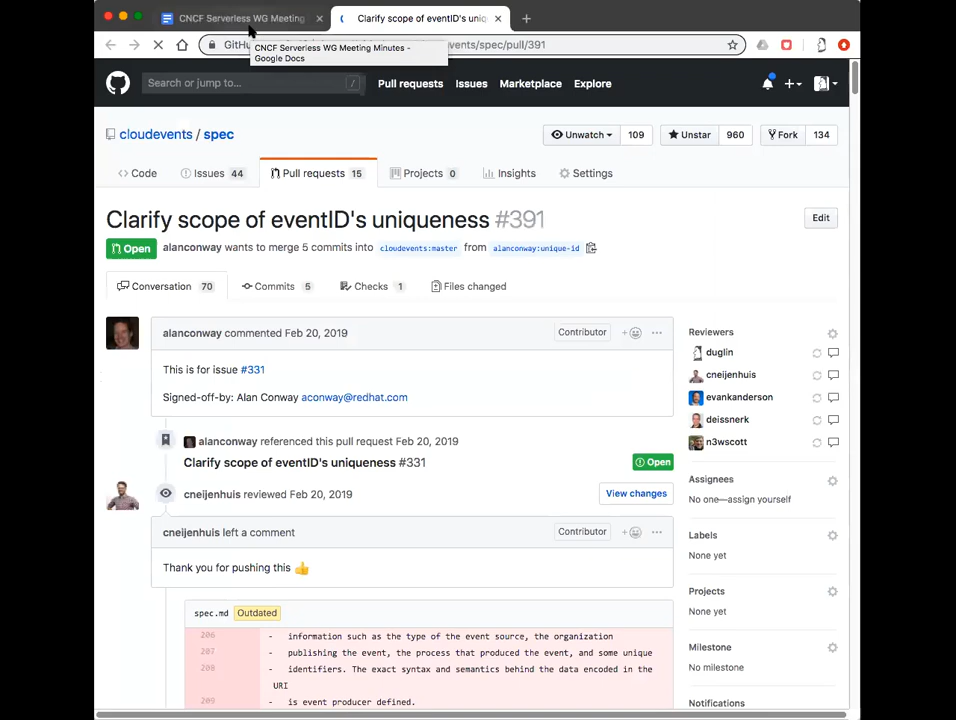 CNCF Serverless WG Meeting
Clarify scope of eventID's uniq
GitHu
ents/spec/pull/391
CNCF Serverless WG Meeting Minutes -
Google Docs
Search or jump to...
/
Pull requests
Issues
Marketplace
Explore
cloudevents / spec
Unwatch 109
Unstar 960
Fork 134
Code
Issues 44
Pull requests 15
Projects 0
Insights
Settings
Clarify scope of eventID's uniqueness #391
Edit
Open
alanconway wants to merge 5 commits into cloudevents:master from alanconway:unique-id
Conversation 70
Commits 5
Checks 1
Files changed
alanconway commented Feb 20, 2019
Contributor
This is for issue #331
Signed-off-by: Alan Conway aconway@redhat.com
alanconway referenced this pull request Feb 20, 2019
Clarify scope of eventID's uniqueness #331
Open
cneijenhuis reviewed Feb 20, 2019
View changes
cneijenhuis left a comment
Contributor
Thank you for pushing this 👍
spec.md Outdated
206 - information such as the type of the event source, the organization
207 - publishing the event, the process that produced the event, and some unique
208 - identifiers. The exact syntax and semantics behind the data encoded in the
URI
209 - is event producer defined.
Reviewers
duglin
cneijenhuis
evankanderson
deissnerk
n3wscott
Assignees
No one—assign yourself
Labels
None yet
Projects
None yet
Milestone
No milestone
Notifications